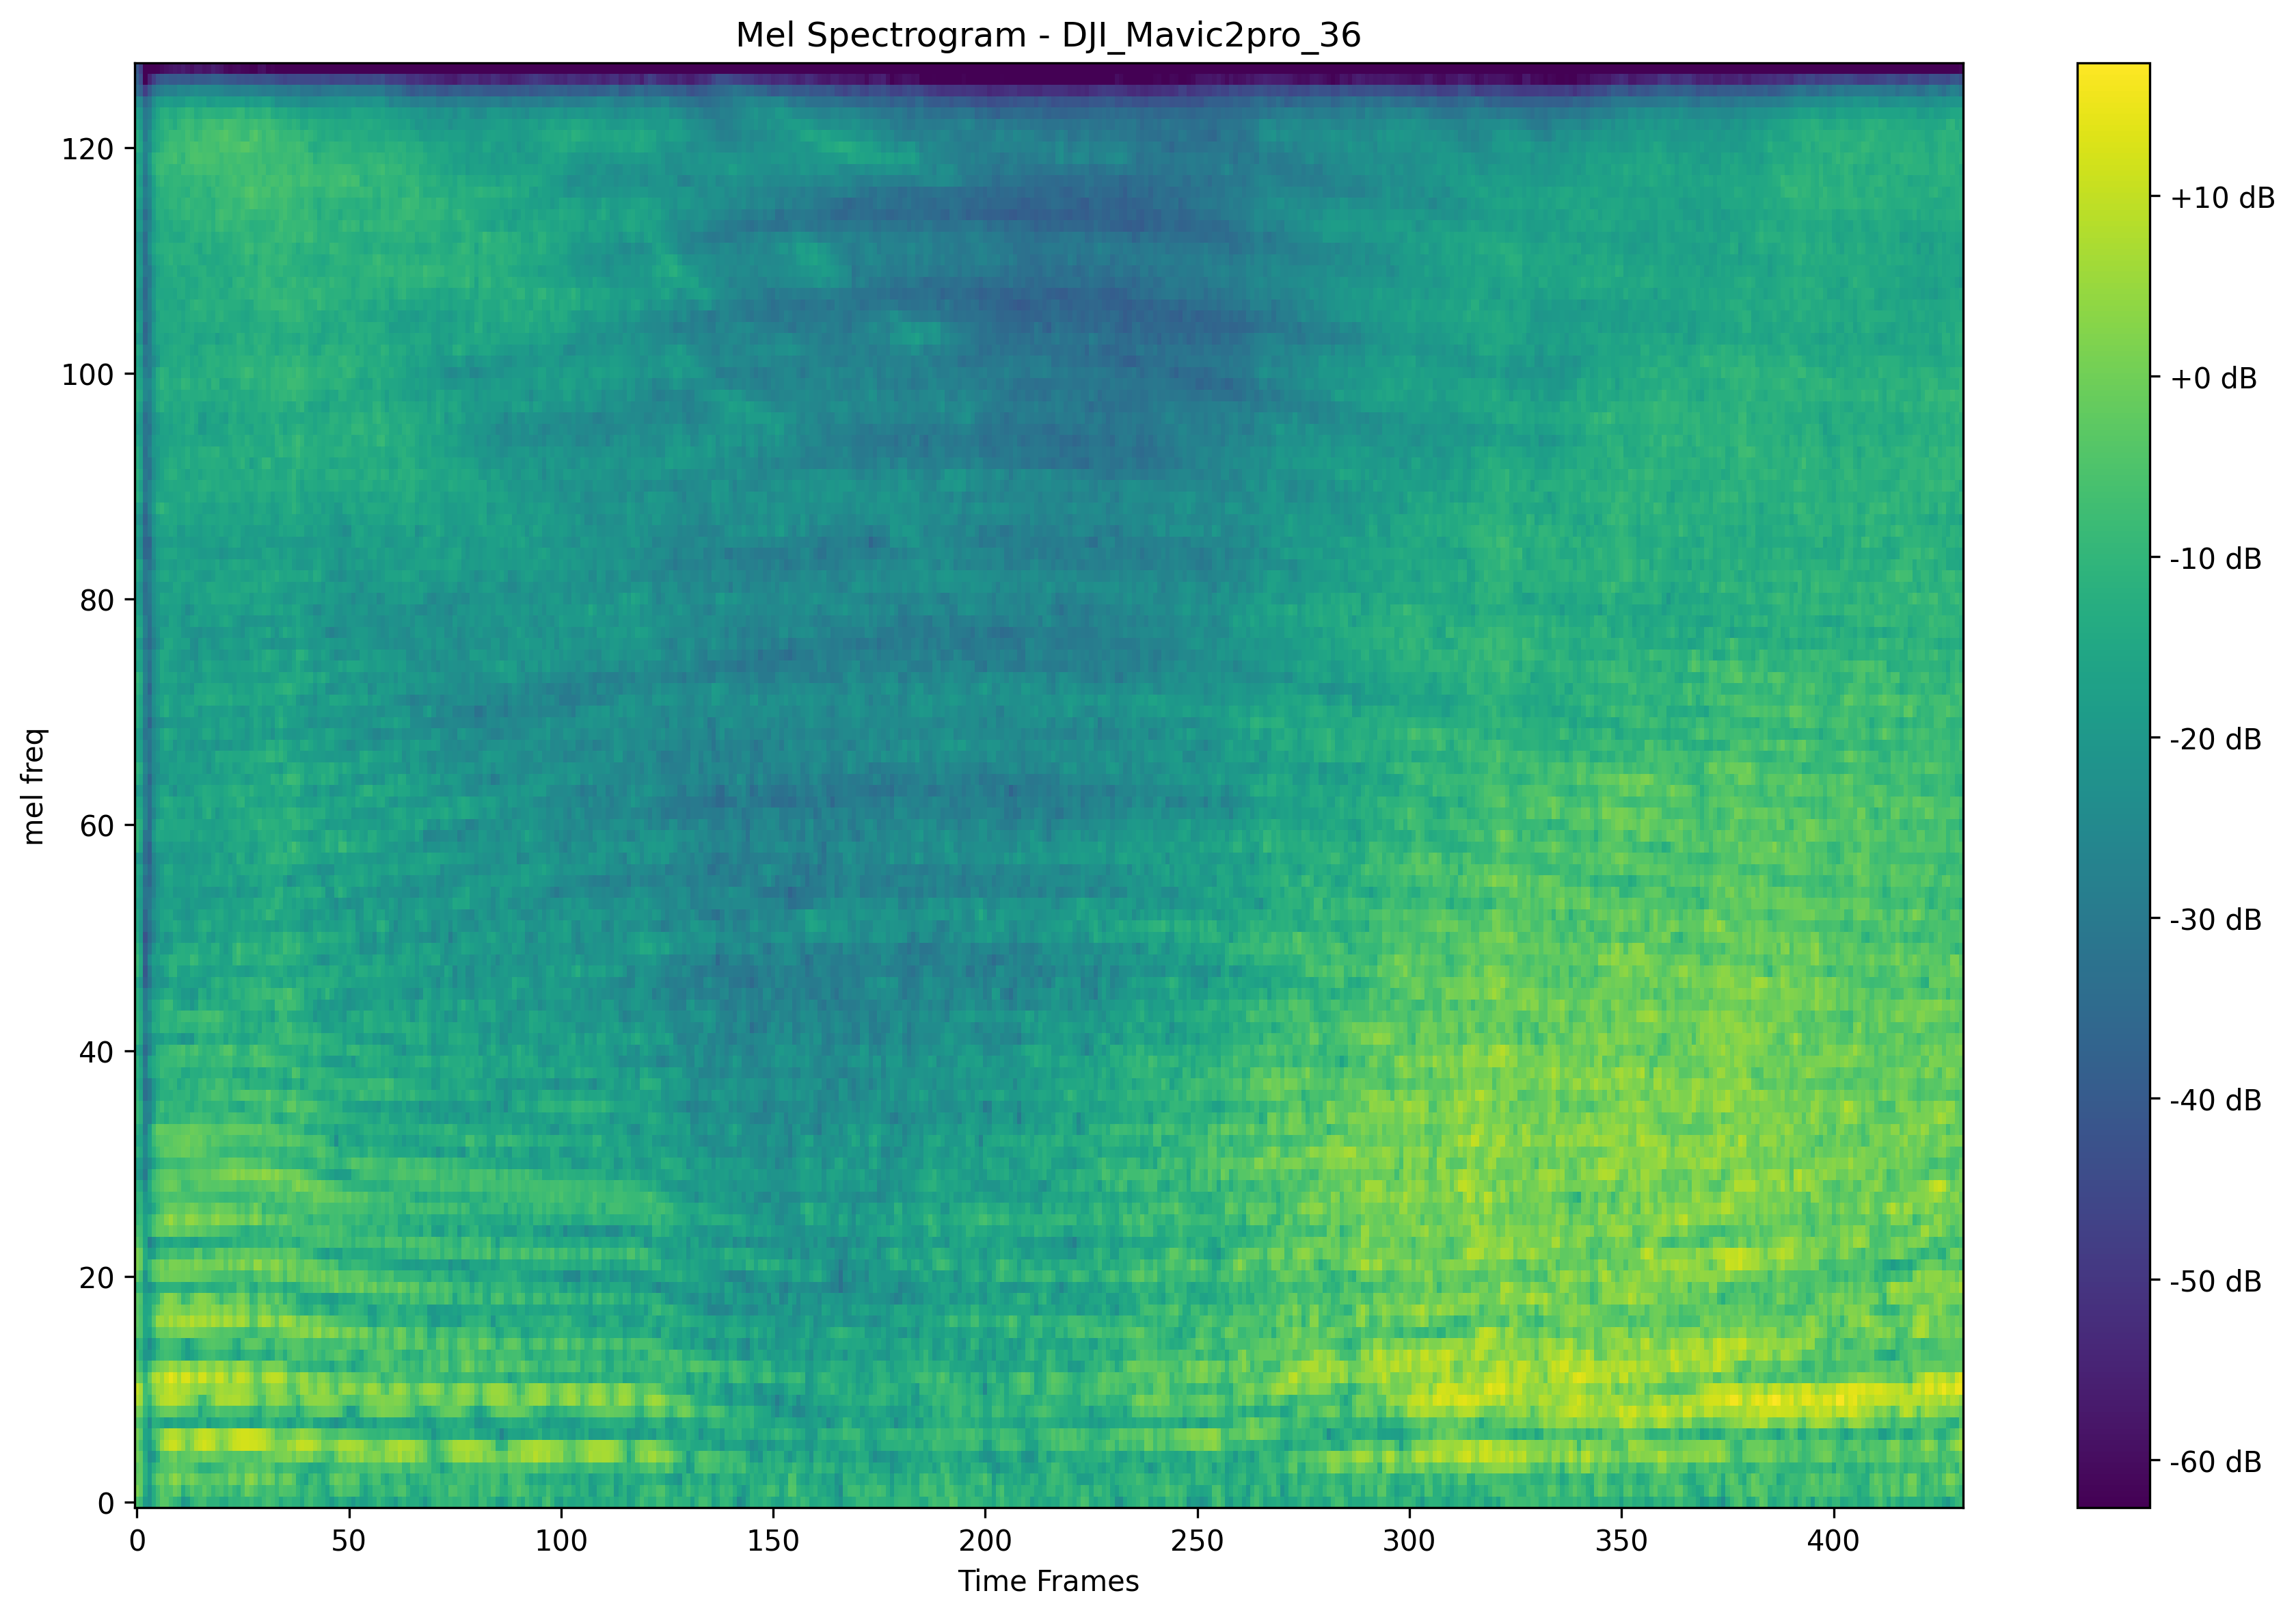 Mel Spectrogram - DJI_Mavic2pro_36
120
100
80
60
40
20
0
mel freq
0 50 100 150 200 250 300 350 400
Time Frames
+10 dB
+0 dB
-10 dB
-20 dB
-30 dB
-40 dB
-50 dB
-60 dB